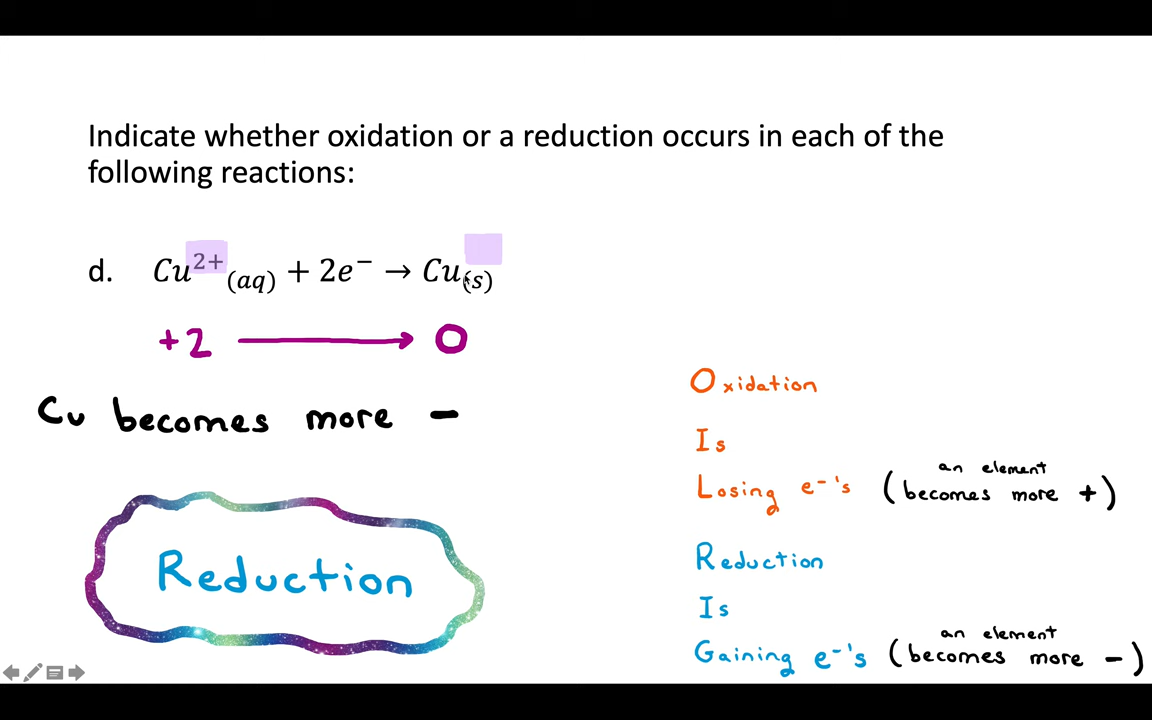 Indicate whether oxidation or a reduction occurs in each of the
following reactions:
d. Cu²⁺₍aq₎ + 2e⁻ → Cu₍s₎
+2 ⟶ 0
Cu becomes more −
Reduction
Oxidation
Is
Losing e⁻'s (an element becomes more +)
Reduction
Is
Gaining e⁻'s (an element becomes more −)